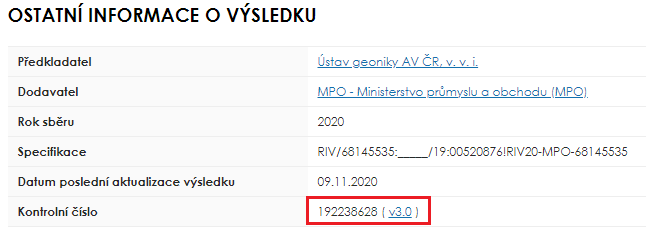 OSTATNÍ INFORMACE O VÝSLEDKU
Předkladatel Ústav geoniky AV ČR, v. v. i.
Dodavatel MPO - Ministerstvo průmyslu a obchodu (MPO)
Rok sběru 2020
Specifikace RIV/68145535:_____/19:00520876!RIV20-MPO-68145535
Datum poslední aktualizace výsledku 09.11.2020
Kontrolní číslo 192238628 ( v3.0 )